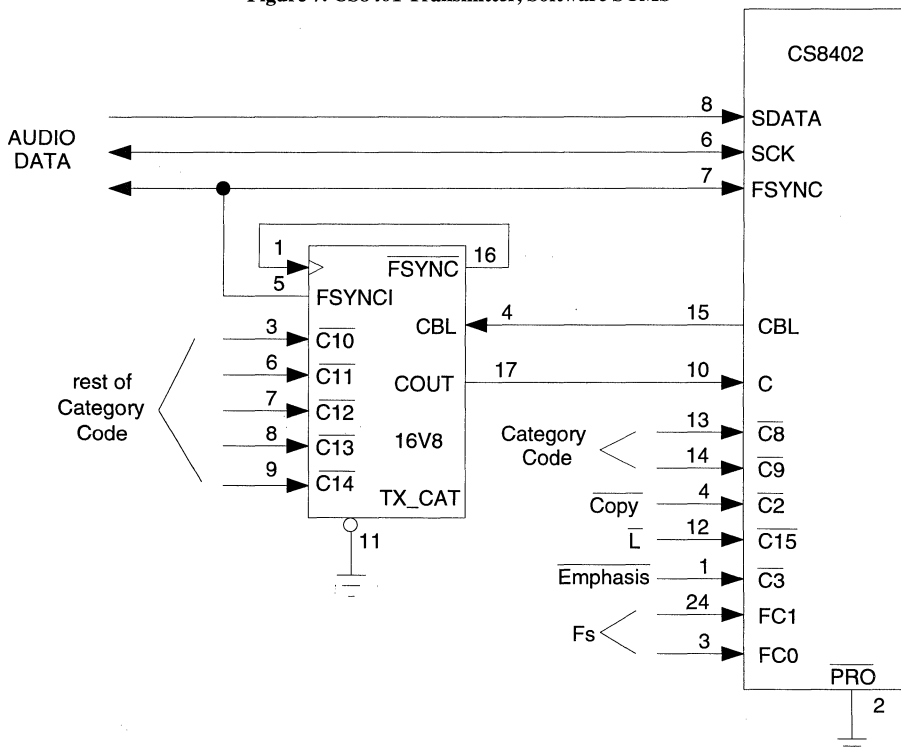 Figure 7. CS8401 Transmitter, Software SCMS
CS8402
AUDIO
DATA
8
SDATA
6
SCK
7
FSYNC
1
FSYNC
16
5
FSYNCI
CBL
4
15
CBL
3
C10
6
C11
COUT
17
10
C
rest of
Category
Code
7
C12
8
C13
16V8
9
C14
TX_CAT
11
Category
Code
13
C8
14
C9
Copy
4
C2
L
12
C15
Emphasis
1
C3
Fs
24
FC1
3
FC0
PRO
2